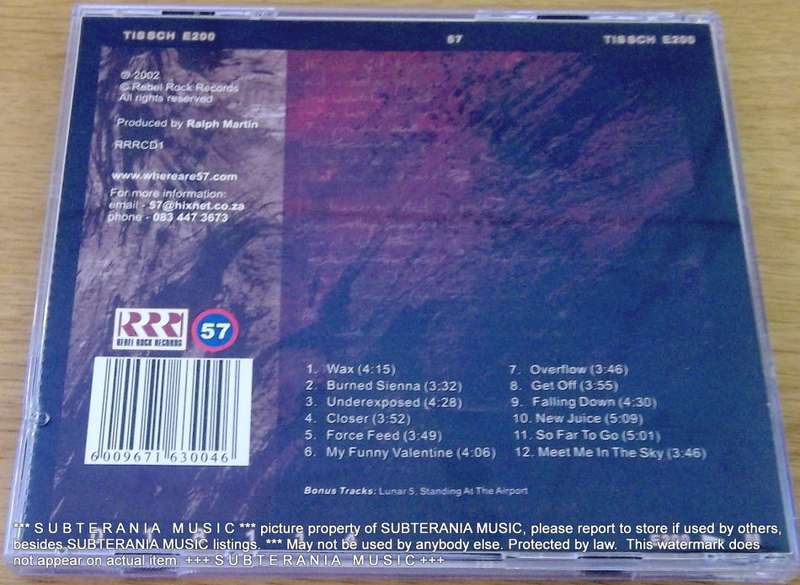 TISSCH E200 57 TISSCH E200
℗ 2002
© Rebel Rock Records
All rights reserved
Produced by Ralph Martin
RRRCD1
www.whereare57.com
For more information:
email - 57@hixnet.co.za
phone - 083 447 3673
RRR
REBEL ROCK RECORDS
57
6009671630046
1. Wax (4:15)
2. Burned Sienna (3:32)
3. Underexposed (4:28)
4. Closer (3:52)
5. Force Feed (3:49)
6. My Funny Valentine (4:06)
7. Overflow (3:46)
8. Get Off (3:55)
9. Falling Down (4:30)
10. New Juice (5:09)
11. So Far To Go (5:01)
12. Meet Me In The Sky (3:46)
Bonus Tracks: Lunar 5, Standing At The Airport
*** S U B T E R A N I A M U S I C *** picture property of SUBTERANIA MUSIC, please report to store if used by others,
besides SUBTERANIA MUSIC listings. *** May not be used by anybody else. Protected by law. This watermark does
not appear on actual item +++ S U B T E R A N I A M U S I C +++